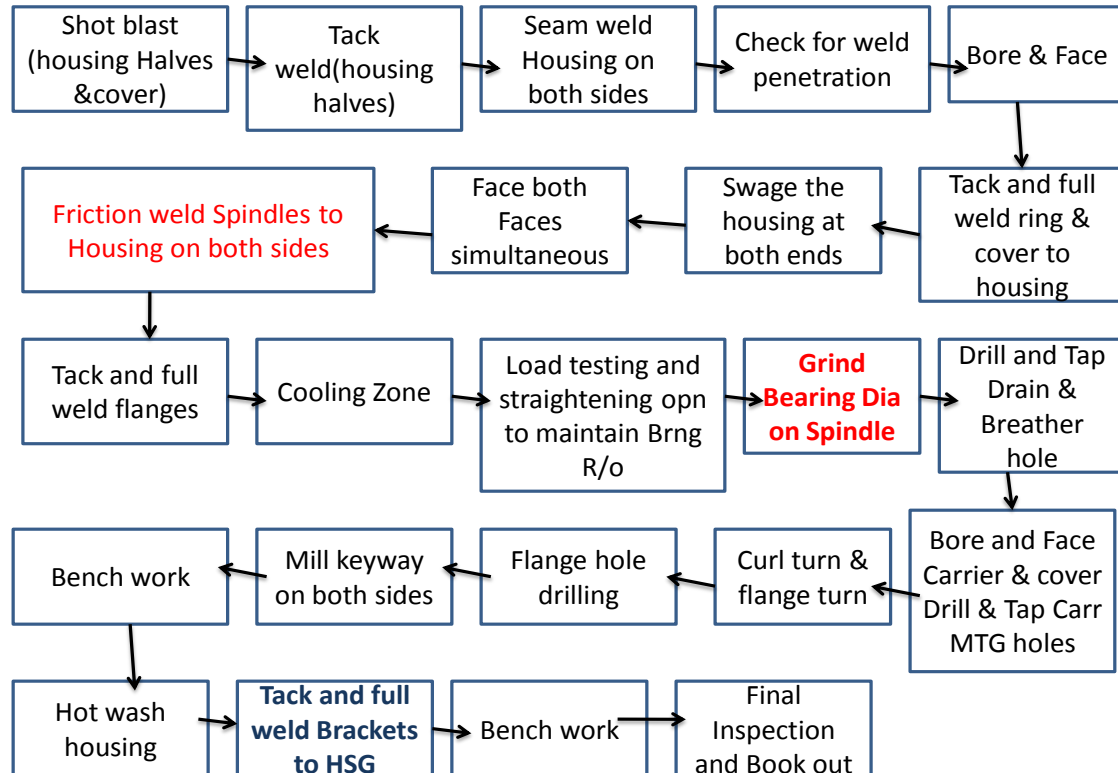 Shot blast
(housing Halves
&cover)
Tack
weld(housing
halves)
Seam weld
Housing on
both sides
Check for weld
penetration
Bore & Face
Tack and full
weld ring &
cover to
housing
Swage the
housing at
both ends
Face both
Faces
simultaneous
Friction weld Spindles to
Housing on both sides
Tack and full
weld flanges
Cooling Zone
Load testing and
straightening opn
to maintain Brng
R/o
Grind
Bearing Dia
on Spindle
Drill and Tap
Drain &
Breather
hole
Bore and Face
Carrier & cover
Drill & Tap Carr
MTG holes
Curl turn &
flange turn
Flange hole
drilling
Mill keyway
on both sides
Bench work
Hot wash
housing
Tack and full
weld Brackets
to HSG
Bench work
Final
Inspection
and Book out